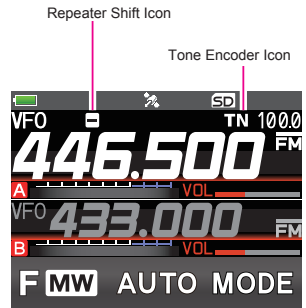 Repeater Shift Icon
Tone Encoder Icon
SD
VFO TN 100.0
446.500 FM
A VOL
VFO
433.000 FM
B VOL
F MW AUTO MODE